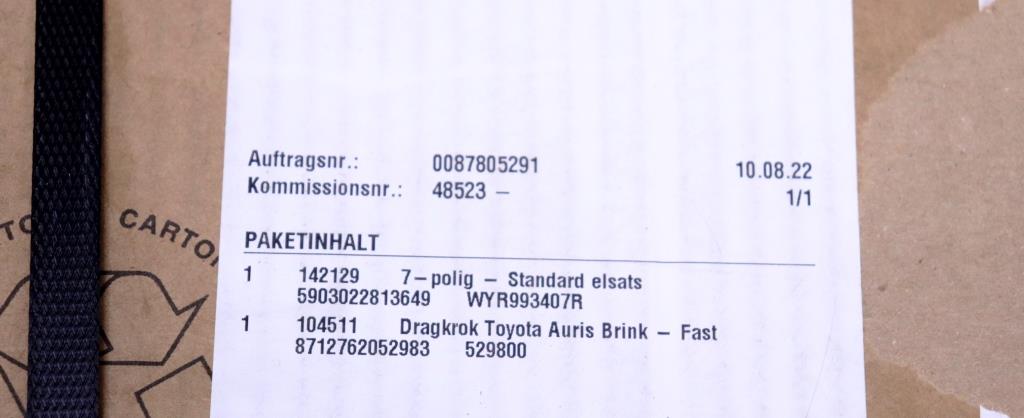 Auftragsnr.: 0087805291 10.08.22
Kommissionsnr.: 48523 – 1/1
PAKETINHALT
1 142129 7-polig – Standard elsats
5903022813649 WYR993407R
1 104511 Dragkrok Toyota Auris Brink – Fast
8712762052983 529800